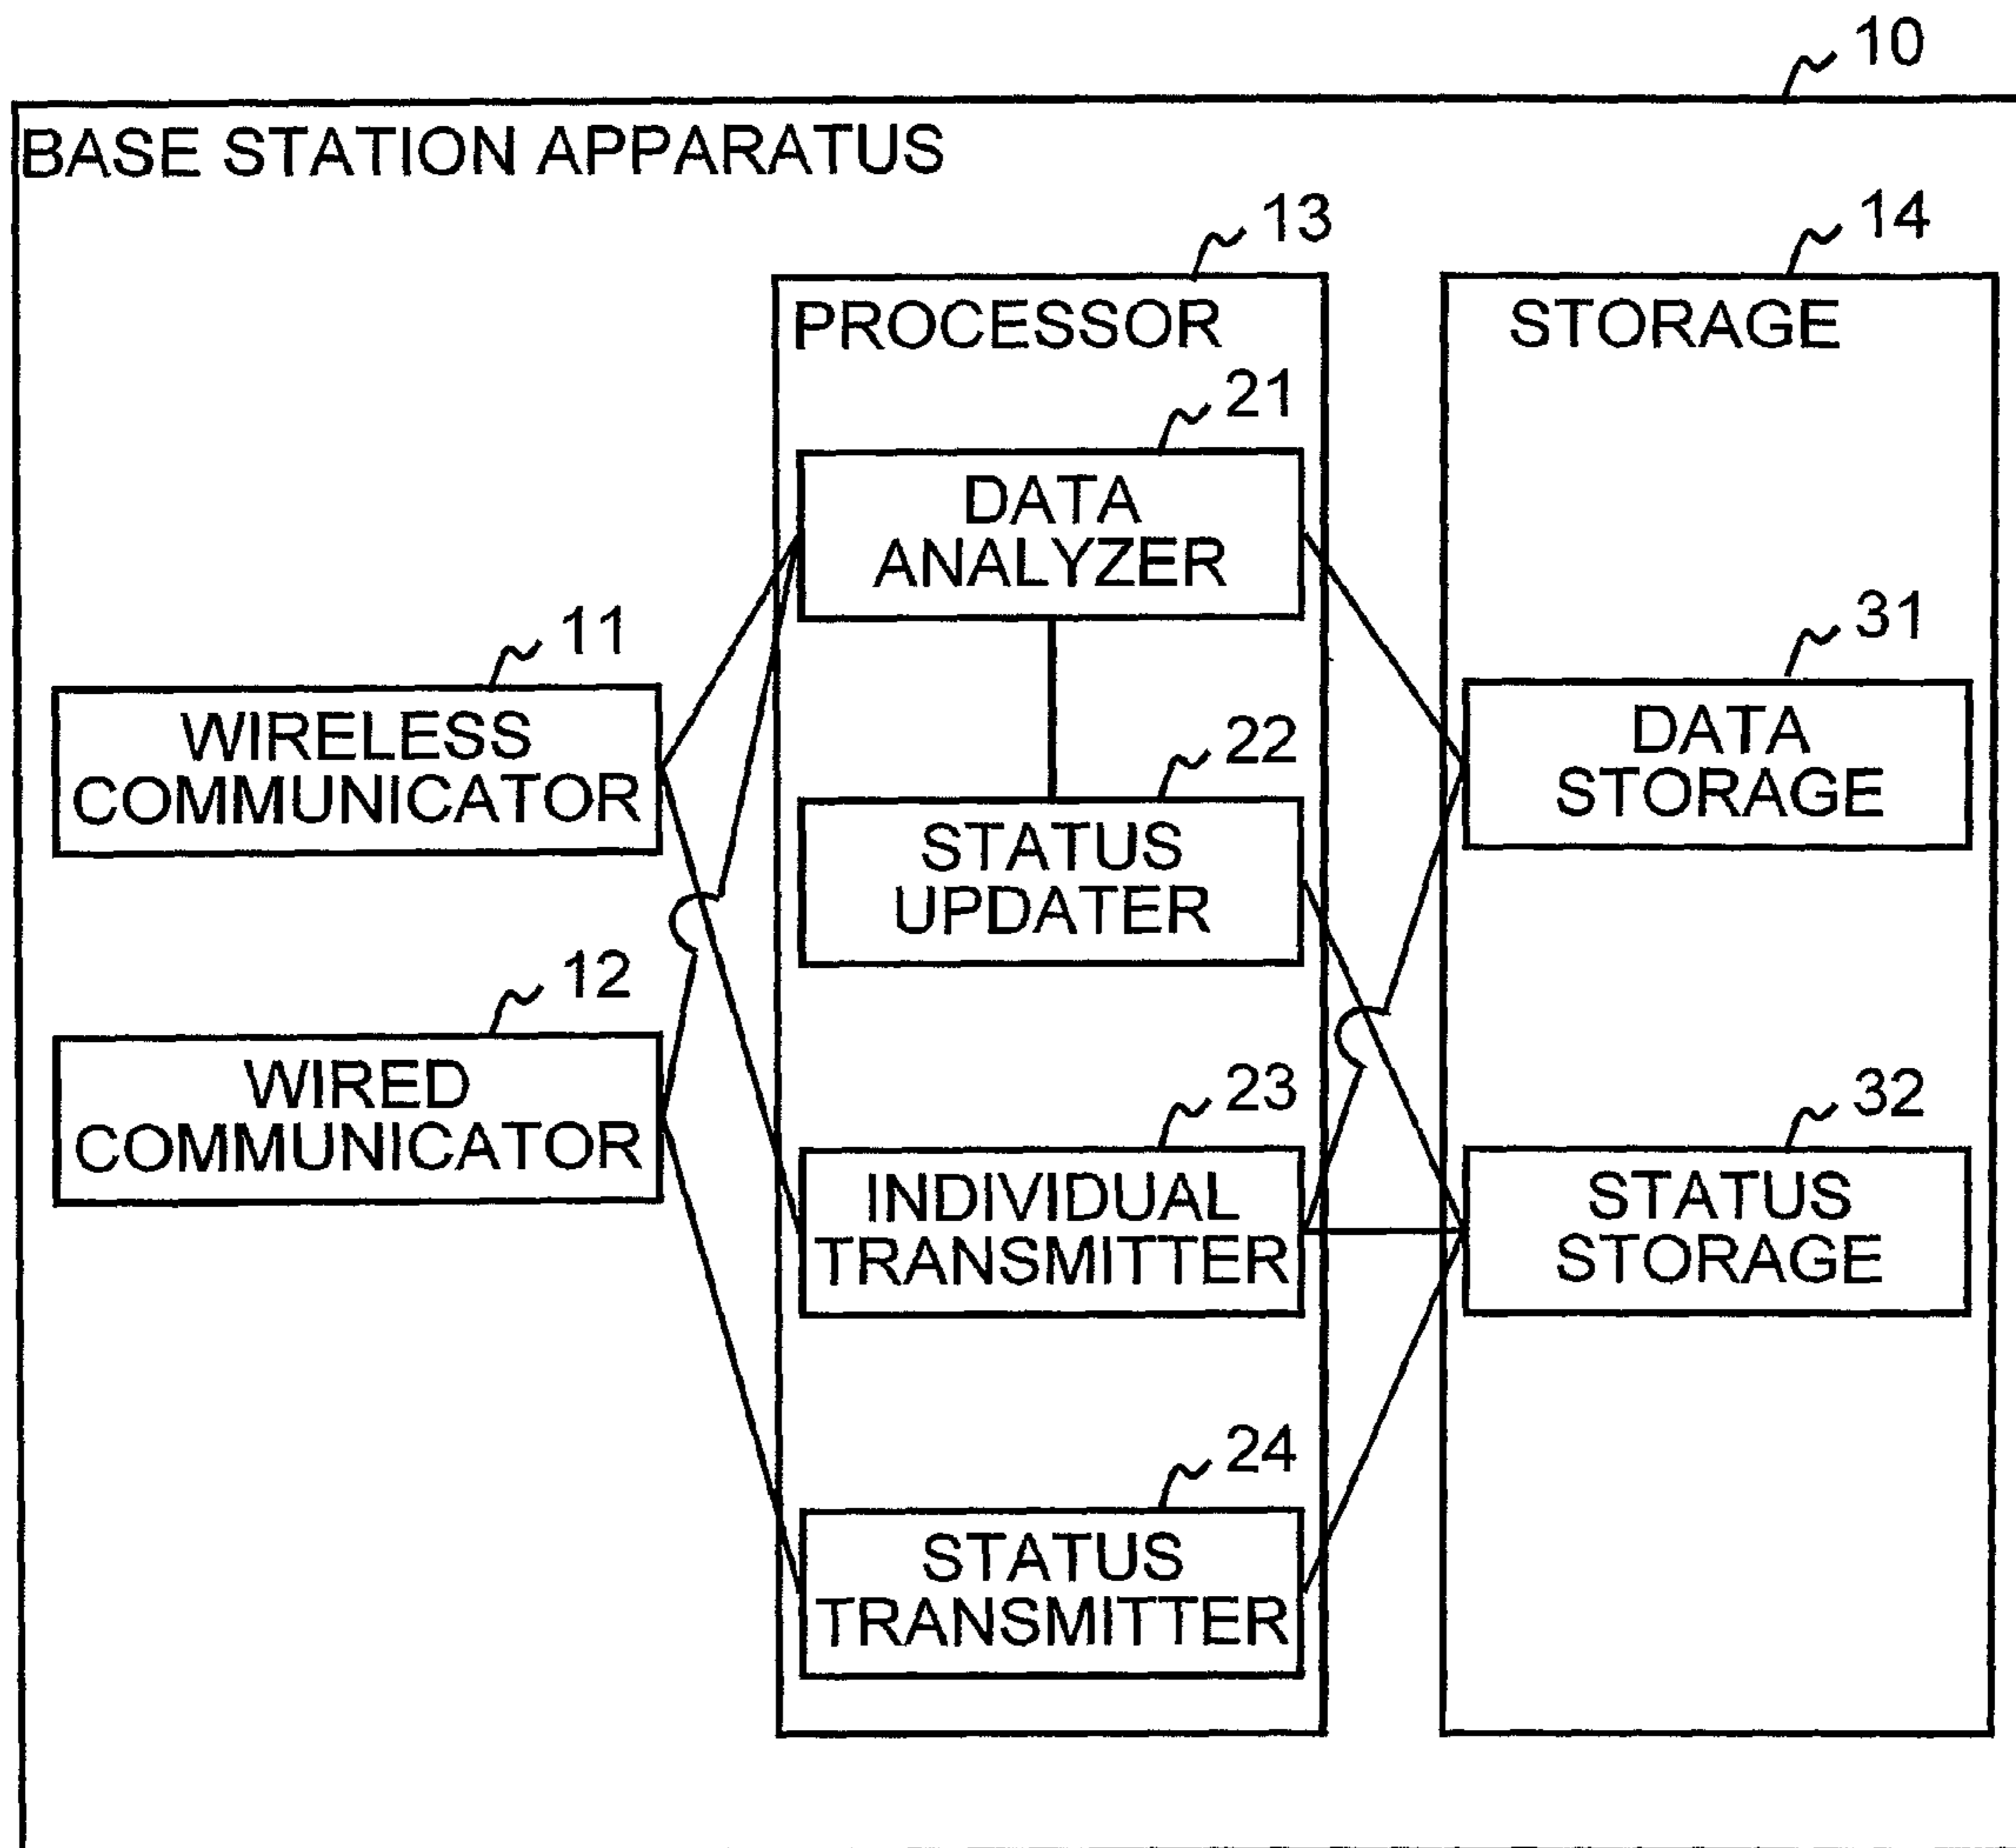 10
BASE STATION APPARATUS
13
14
PROCESSOR
STORAGE
21
DATA
ANALYZER
11
31
WIRELESS
COMMUNICATOR
22
DATA
STORAGE
STATUS
UPDATER
12
WIRED
COMMUNICATOR
23
32
INDIVIDUAL
TRANSMITTER
STATUS
STORAGE
24
STATUS
TRANSMITTER